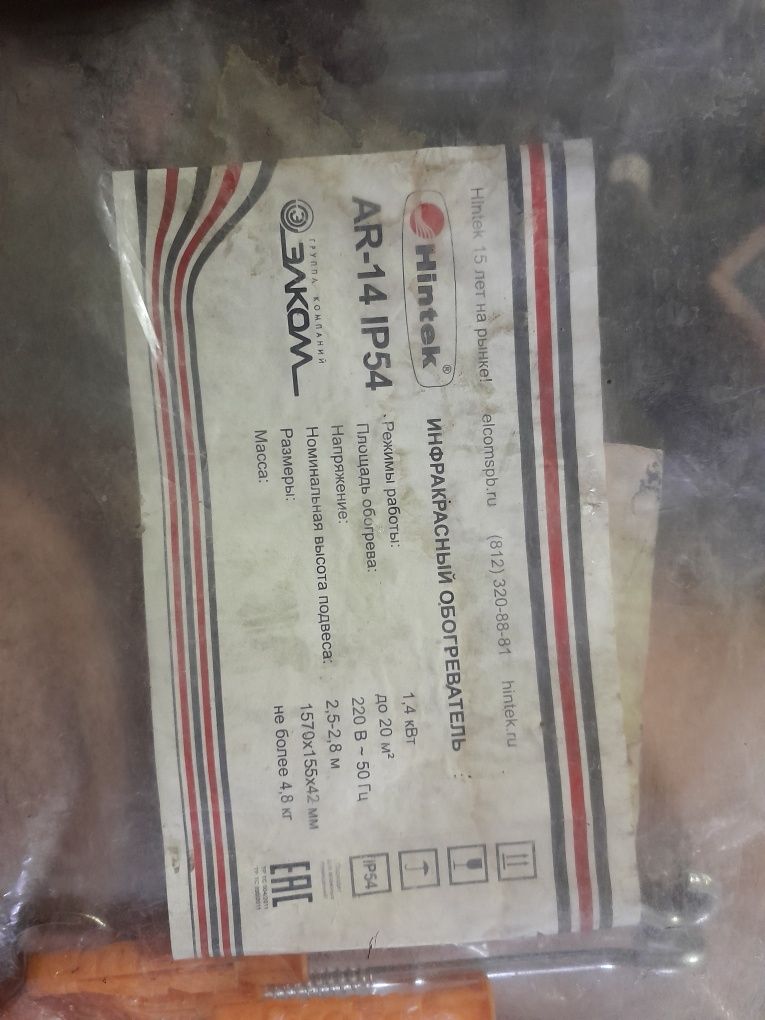 Hintek 15 лет на рынке! elcomspb.ru (812) 320-88-81 hintek.ru
Hintek®
ИНФРАКРАСНЫЙ ОБОГРЕВАТЕЛЬ
AR-14 IP54
Режимы работы: 1,4 кВт
Площадь обогрева: до 20 м²
Напряжение: 220 В ~ 50 Гц
Номинальная высота подвеса: 2,5-2,8 м
Размеры: 1570x155x42 мм
Масса: не более 4,8 кг
ГРУППА КОМПАНИЙ
ЭЛКОМ
IP54
EAC